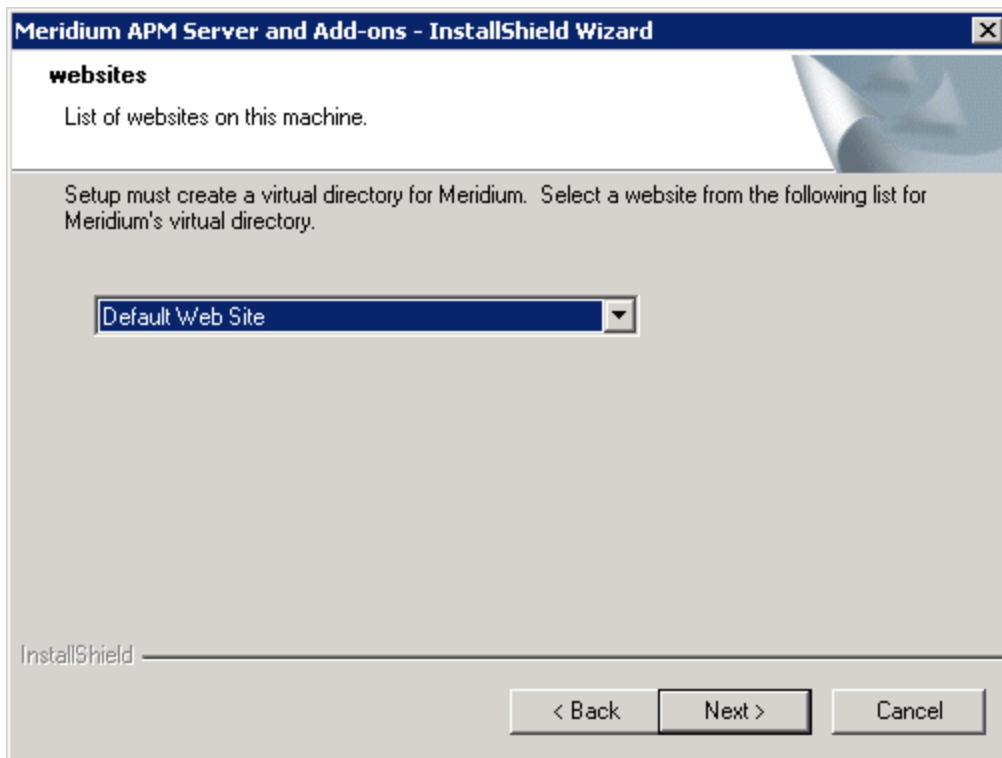 Meridium APM Server and Add-ons - InstallShield Wizard
websites
List of websites on this machine.
Setup must create a virtual directory for Meridium.  Select a website from the following list for
Meridium's virtual directory.
Default Web Site
InstallShield
< Back
Next >
Cancel